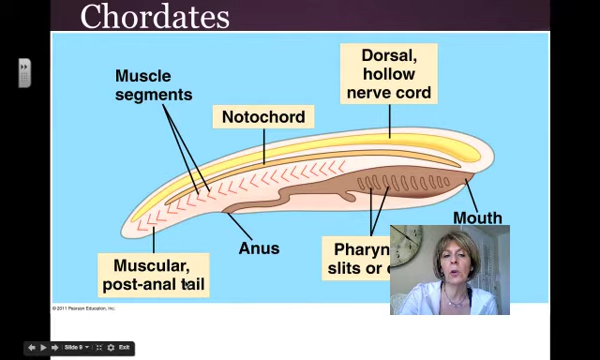 Chordates
Muscle
segments
Notochord
Dorsal,
hollow
nerve cord
Mouth
Anus
slits or
Muscular,
post-anal tail
© 2011 Pearson Education, Inc.
Slide 9
Exit